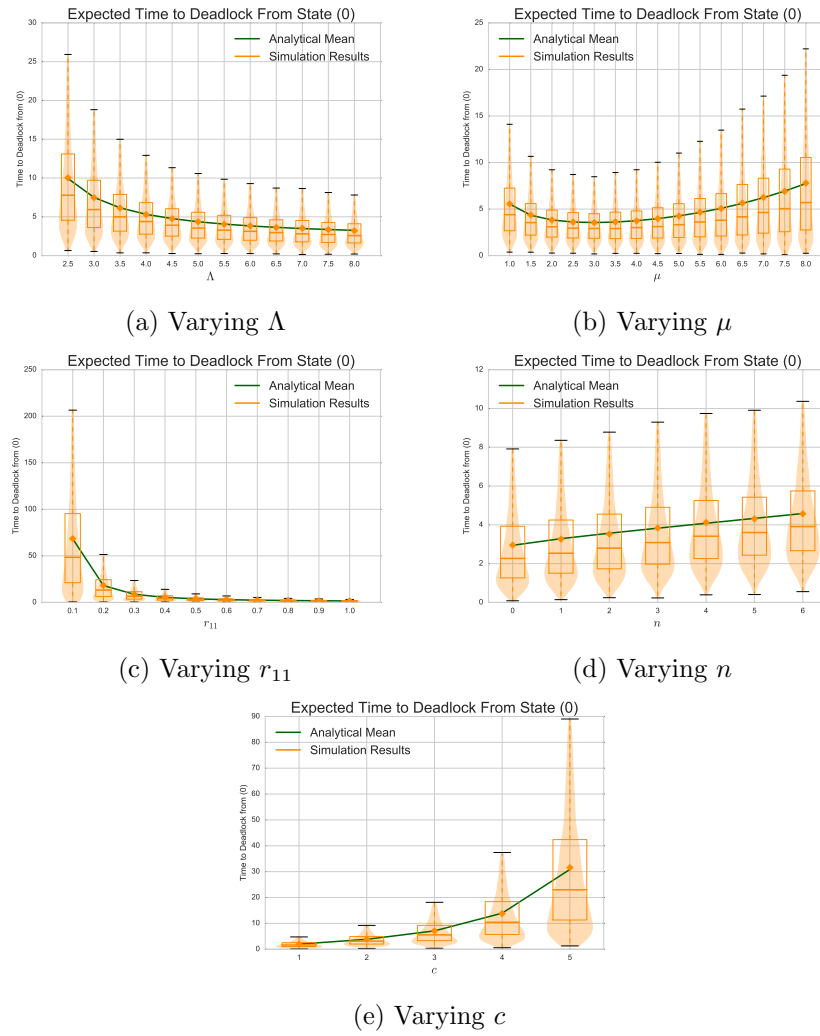 Expected Time to Deadlock From State (0)
Analytical Mean
Simulation Results
Time to Deadlock from (0)
30
25
20
15
10
5
0
2.5 3.0 3.5 4.0 4.5 5.0 5.5 6.0 6.5 7.0 7.5 8.0
Λ
(a) Varying Λ
Expected Time to Deadlock From State (0)
Analytical Mean
Simulation Results
Time to Deadlock from (0)
25
20
15
10
5
0
1.0 1.5 2.0 2.5 3.0 3.5 4.0 4.5 5.0 5.5 6.0 6.5 7.0 7.5 8.0
μ
(b) Varying μ
Expected Time to Deadlock From State (0)
Analytical Mean
Simulation Results
Time to Deadlock from (0)
250
200
150
100
50
0
0.1 0.2 0.3 0.4 0.5 0.6 0.7 0.8 0.9 1.0
r₁₁
(c) Varying r₁₁
Expected Time to Deadlock From State (0)
Analytical Mean
Simulation Results
Time to Deadlock from (0)
12
10
8
6
4
2
0
0 1 2 3 4 5 6
n
(d) Varying n
Expected Time to Deadlock From State (0)
Analytical Mean
Simulation Results
Time to Deadlock from (0)
90
80
70
60
50
40
30
20
10
0
1 2 3 4 5
c
(e) Varying c